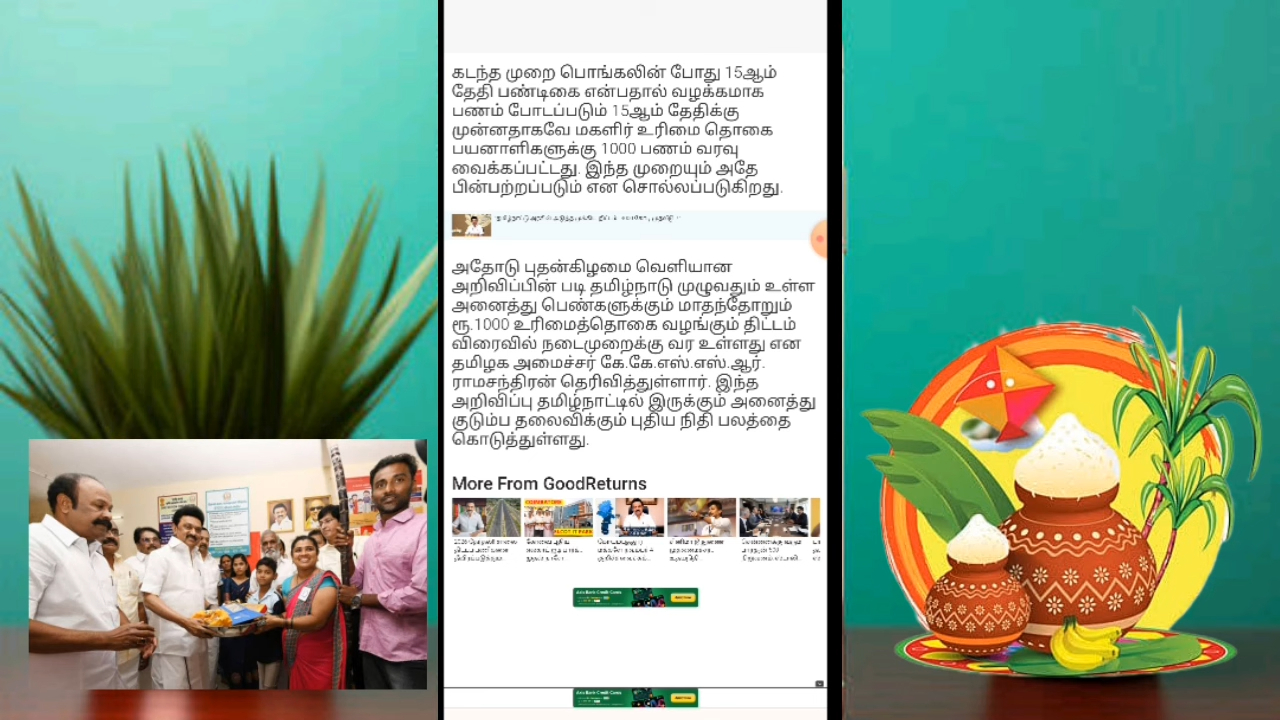 கடந்த முறை பொங்கலின் போது 15ஆம்
தேதி பண்டிகை என்பதால் வழக்கமாக
பணம் போடப்படும் 15ஆம் தேதிக்கு
முன்னதாகவே மகளிர் உரிமை தொகை
பயனாளிகளுக்கு 1000 பணம் வரவு
வைக்கப்பட்டது. இந்த முறையும் அதே
பின்பற்றப்படும் என சொல்லப்படுகிறது.
அதோடு புதன்கிழமை வெளியான
அறிவிப்பின் படி தமிழ்நாடு முழுவதும் உள்ள
அனைத்து பெண்களுக்கும் மாதந்தோறும்
ரூ.1000 உரிமைத்தொகை வழங்கும் திட்டம்
விரைவில் நடைமுறைக்கு வர உள்ளது என
தமிழக அமைச்சர் கே.கே.எஸ்.எஸ்.ஆர்.
ராமசந்திரன் தெரிவித்துள்ளார். இந்த
அறிவிப்பு தமிழ்நாட்டில் இருக்கும் அனைத்து
குடும்ப தலைவிக்கும் புதிய நிதி பலத்தை
கொடுத்துள்ளது.
More From GoodReturns